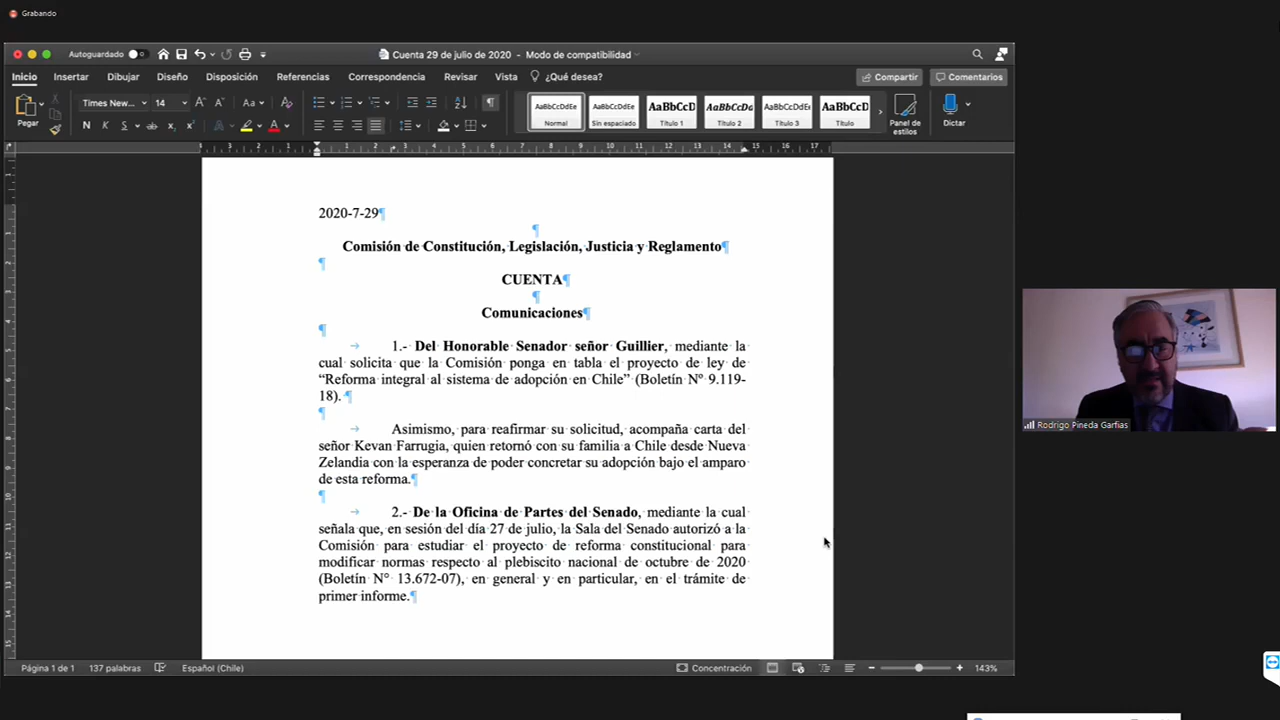 Grabando
Autoguardado
Cuenta 29 de julio de 2020 - Modo de compatibilidad
Inicio Insertar Dibujar Diseño Disposición Referencias Correspondencia Revisar Vista ¿Qué desea? Compartir Comentarios
Pegar
Times New... 14
AaBbCcDdEe Normal
AaBbCcDdEe Sin espaciado
AaBbCcD Título 1
AaBbCcDd Título 2
AaBbCcDdEe Título 3
AaBbCcD Título
Panel de estilos
Dictar
2020-7-29
Comisión de Constitución, Legislación, Justicia y Reglamento
CUENTA
Comunicaciones
1.- Del Honorable Senador señor Guillier, mediante la
cual solicita que la Comisión ponga en tabla el proyecto de ley de
“Reforma integral al sistema de adopción en Chile” (Boletín Nº 9.119-
18).
Asimismo, para reafirmar su solicitud, acompaña carta del
señor Kevan Farrugia, quien retornó con su familia a Chile desde Nueva
Zelandia con la esperanza de poder concretar su adopción bajo el amparo
de esta reforma.
2.- De la Oficina de Partes del Senado, mediante la cual
señala que, en sesión del día 27 de julio, la Sala del Senado autorizó a la
Comisión para estudiar el proyecto de reforma constitucional para
modificar normas respecto al plebiscito nacional de octubre de 2020
(Boletín N° 13.672-07), en general y en particular, en el trámite de
primer informe.
Rodrigo Pineda Garfias
Página 1 de 1 137 palabras Español (Chile) Concentración 143%